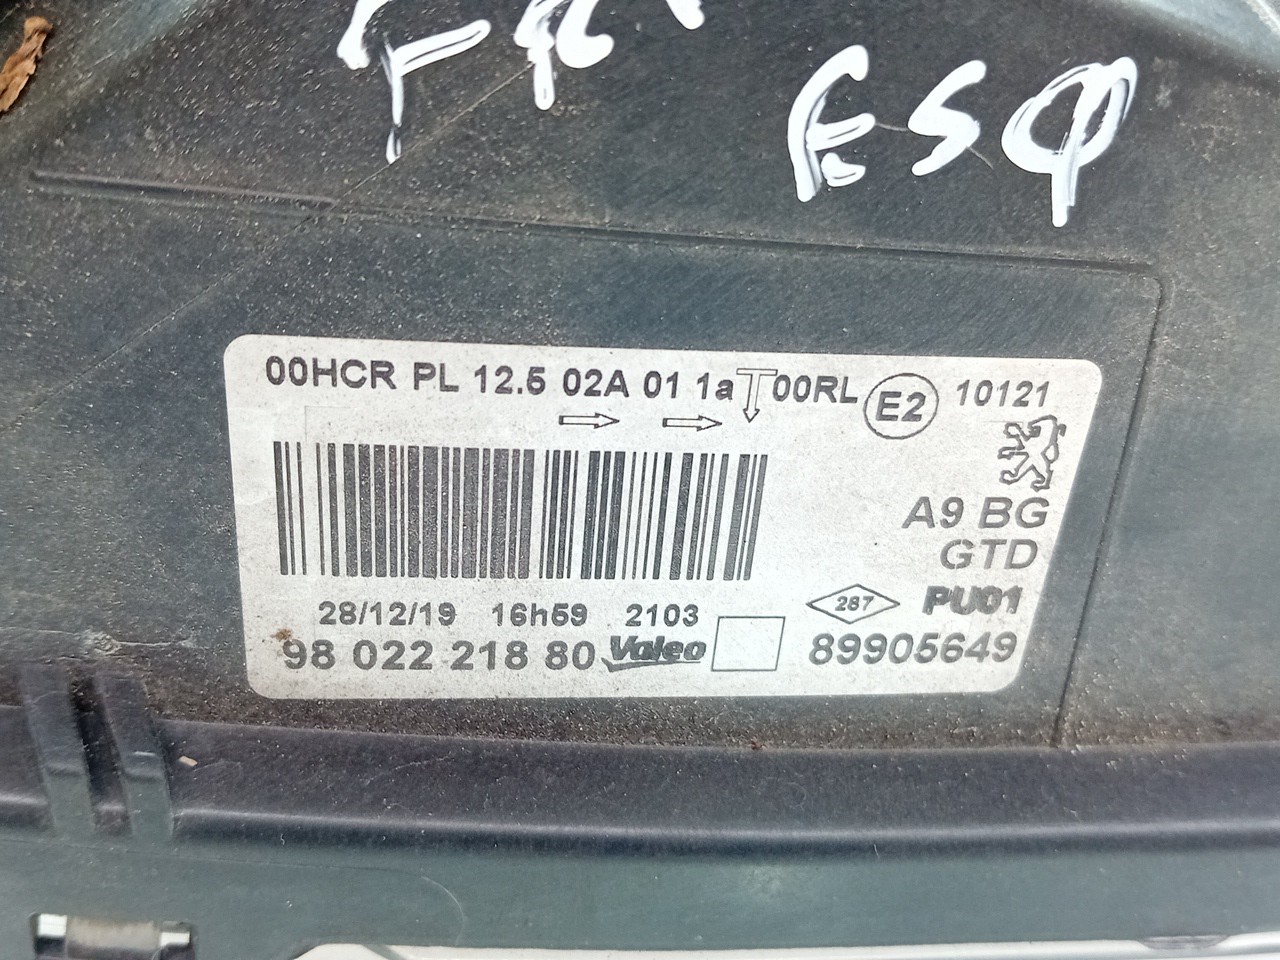 ESQ
00HCR PL 12.5 02A 01 1a 00RL E2 10121
A9 BG
GTD
28/12/19 16h59 2103
287 PU01
98 022 218 80 Valeo 89905649